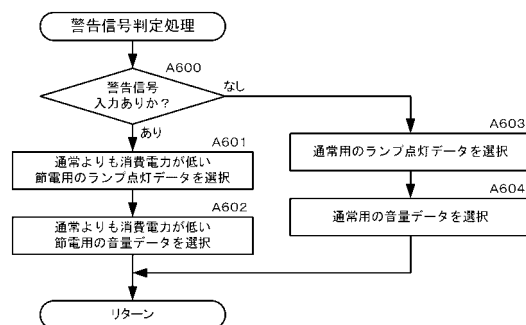 警告信号判定処理
A600
警告信号
入力ありか？
なし
あり
A601
通常よりも消費電力が低い
節電用のランプ点灯データを選択
A602
通常よりも消費電力が低い
節電用の音量データを選択
A603
通常用のランプ点灯データを選択
A604
通常用の音量データを選択
リターン